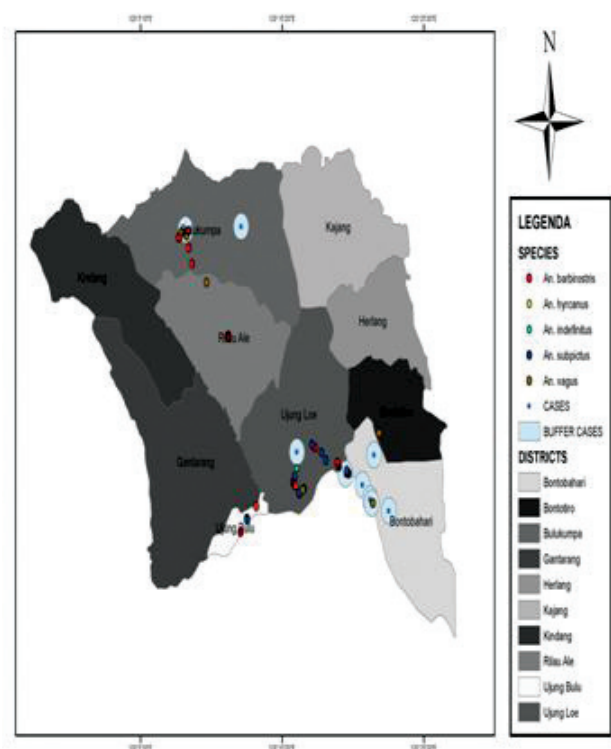 N
Bulukumpa
Kajang
Kindang
Herlang
Rilau Ale
Ujung Loe
Gantarang
Ujung Bulu
Bontobahari
LEGENDA
SPECIES
An. barbirostris
An. hyrcanus
An. indefinitus
An. subpictus
An. vagus
CASES
BUFFER CASES
DISTRICTS
Bontobahari
Bontotiro
Bulukumpa
Gantarang
Herlang
Kajang
Kindang
Rilau Ale
Ujung Bulu
Ujung Loe